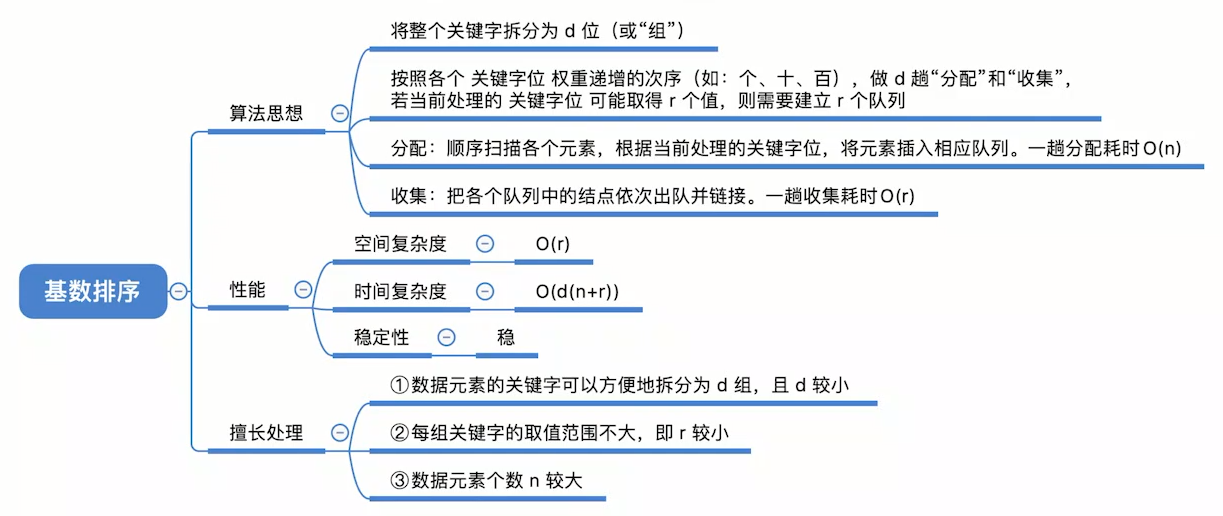 将整个关键字拆分为 d 位（或“组”）
按照各个 关键字位 权重递增的次序（如：个、十、百），做 d 趟“分配”和“收集”，
若当前处理的 关键字位 可能取得 r 个值，则需要建立 r 个队列
算法思想
分配：顺序扫描各个元素，根据当前处理的关键字位，将元素插入相应队列。一趟分配耗时O(n)
收集：把各个队列中的结点依次出队并链接。一趟收集耗时O(r)
基数排序
性能
空间复杂度
O(r)
时间复杂度
O(d(n+r))
稳定性
稳
擅长处理
①数据元素的关键字可以方便地拆分为 d 组，且 d 较小
②每组关键字的取值范围不大，即 r 较小
③数据元素个数 n 较大